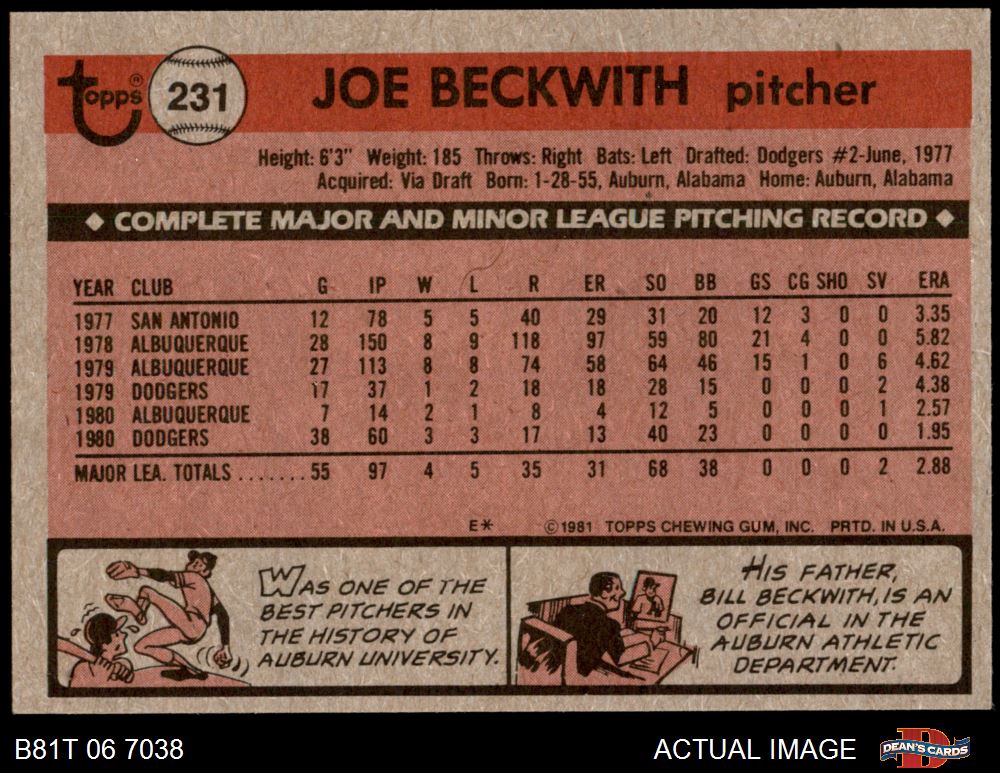 topps® 231 JOE BECKWITH pitcher
Height: 6'3" Weight: 185 Throws: Right Bats: Left Drafted: Dodgers #2-June, 1977
Acquired: Via Draft Born: 1-28-55, Auburn, Alabama Home: Auburn, Alabama
◆ COMPLETE MAJOR AND MINOR LEAGUE PITCHING RECORD ◆
YEAR CLUB G IP W L R ER SO BB GS CG SHO SV ERA
1977 SAN ANTONIO 12 78 5 5 40 29 31 20 12 3 0 0 3.35
1978 ALBUQUERQUE 28 150 8 9 118 97 59 80 21 4 0 0 5.82
1979 ALBUQUERQUE 27 113 8 8 74 58 64 46 15 1 0 6 4.62
1979 DODGERS 17 37 1 2 18 18 28 15 0 0 0 2 4.38
1980 ALBUQUERQUE 7 14 2 1 8 4 12 5 0 0 0 1 2.57
1980 DODGERS 38 60 3 3 17 13 40 23 0 0 0 0 1.95
MAJOR LEA. TOTALS ....... 55 97 4 5 35 31 68 38 0 0 0 2 2.88
E* ©1981 TOPPS CHEWING GUM, INC. PRTD. IN U.S.A.
WAS ONE OF THE
BEST PITCHERS IN
THE HISTORY OF
AUBURN UNIVERSITY.
HIS FATHER,
BILL BECKWITH, IS AN
OFFICIAL IN THE
AUBURN ATHLETIC
DEPARTMENT.
B81T 06 7038 ACTUAL IMAGE DEAN'S CARDS